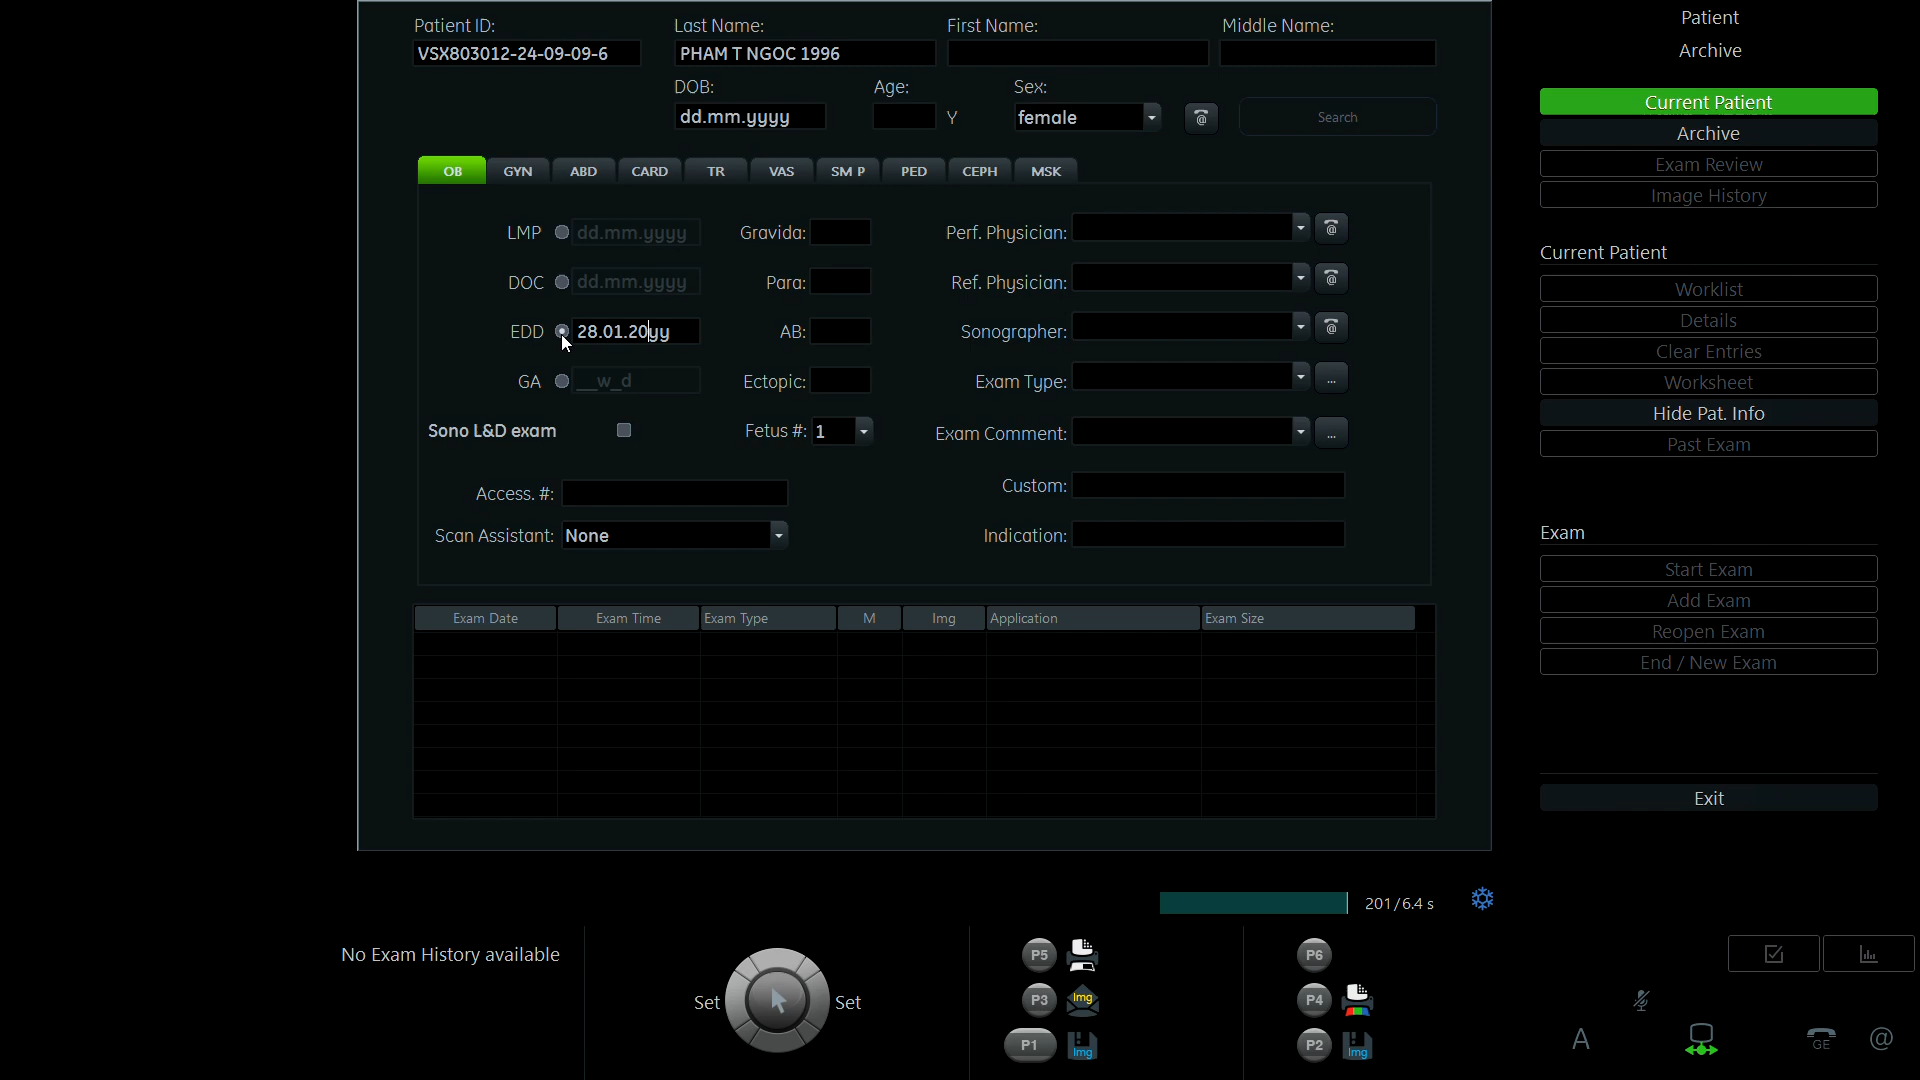 Patient ID: Last Name: First Name: Middle Name:
VSX803012-24-09-09-6 PHAM T NGOC 1996
DOB: Age: Sex:
dd.mm.yyyy Y female @ Search
OB GYN ABD CARD TR VAS SM P PED CEPH MSK
LMP dd.mm.yyyy Gravida: Perf. Physician: @
DOC dd.mm.yyyy Para: Ref. Physician: @
EDD 28.01.20yy AB: Sonographer: @
GA __w_d Ectopic: Exam Type: ...
Sono L&D exam Fetus #: 1 Exam Comment: ...
Access. #: Custom:
Scan Assistant: None Indication:
Exam Date Exam Time Exam Type M Img Application Exam Size
201/6.4 s
No Exam History available
Set Set
P5
P3 Img
P1 Img
P6
P4
P2 Img
Patient
Archive
Current Patient
Archive
Exam Review
Image History
Current Patient
Worklist
Details
Clear Entries
Worksheet
Hide Pat. Info
Past Exam
Exam
Start Exam
Add Exam
Reopen Exam
End / New Exam
Exit
A GE @